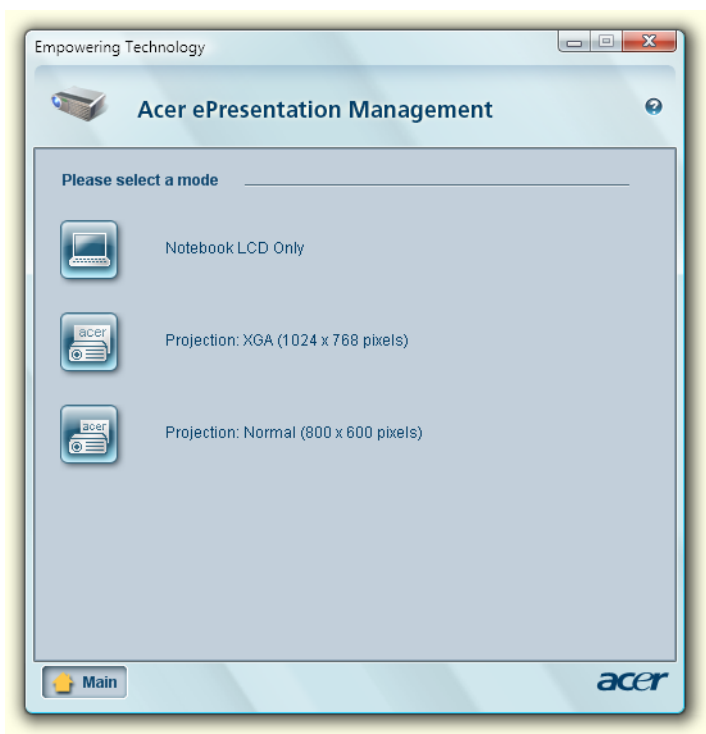 Empowering Technology
Acer ePresentation Management
Please select a mode
Notebook LCD Only
acer
Projection: XGA (1024 x 768 pixels)
acer
Projection: Normal (800 x 600 pixels)
Main
acer